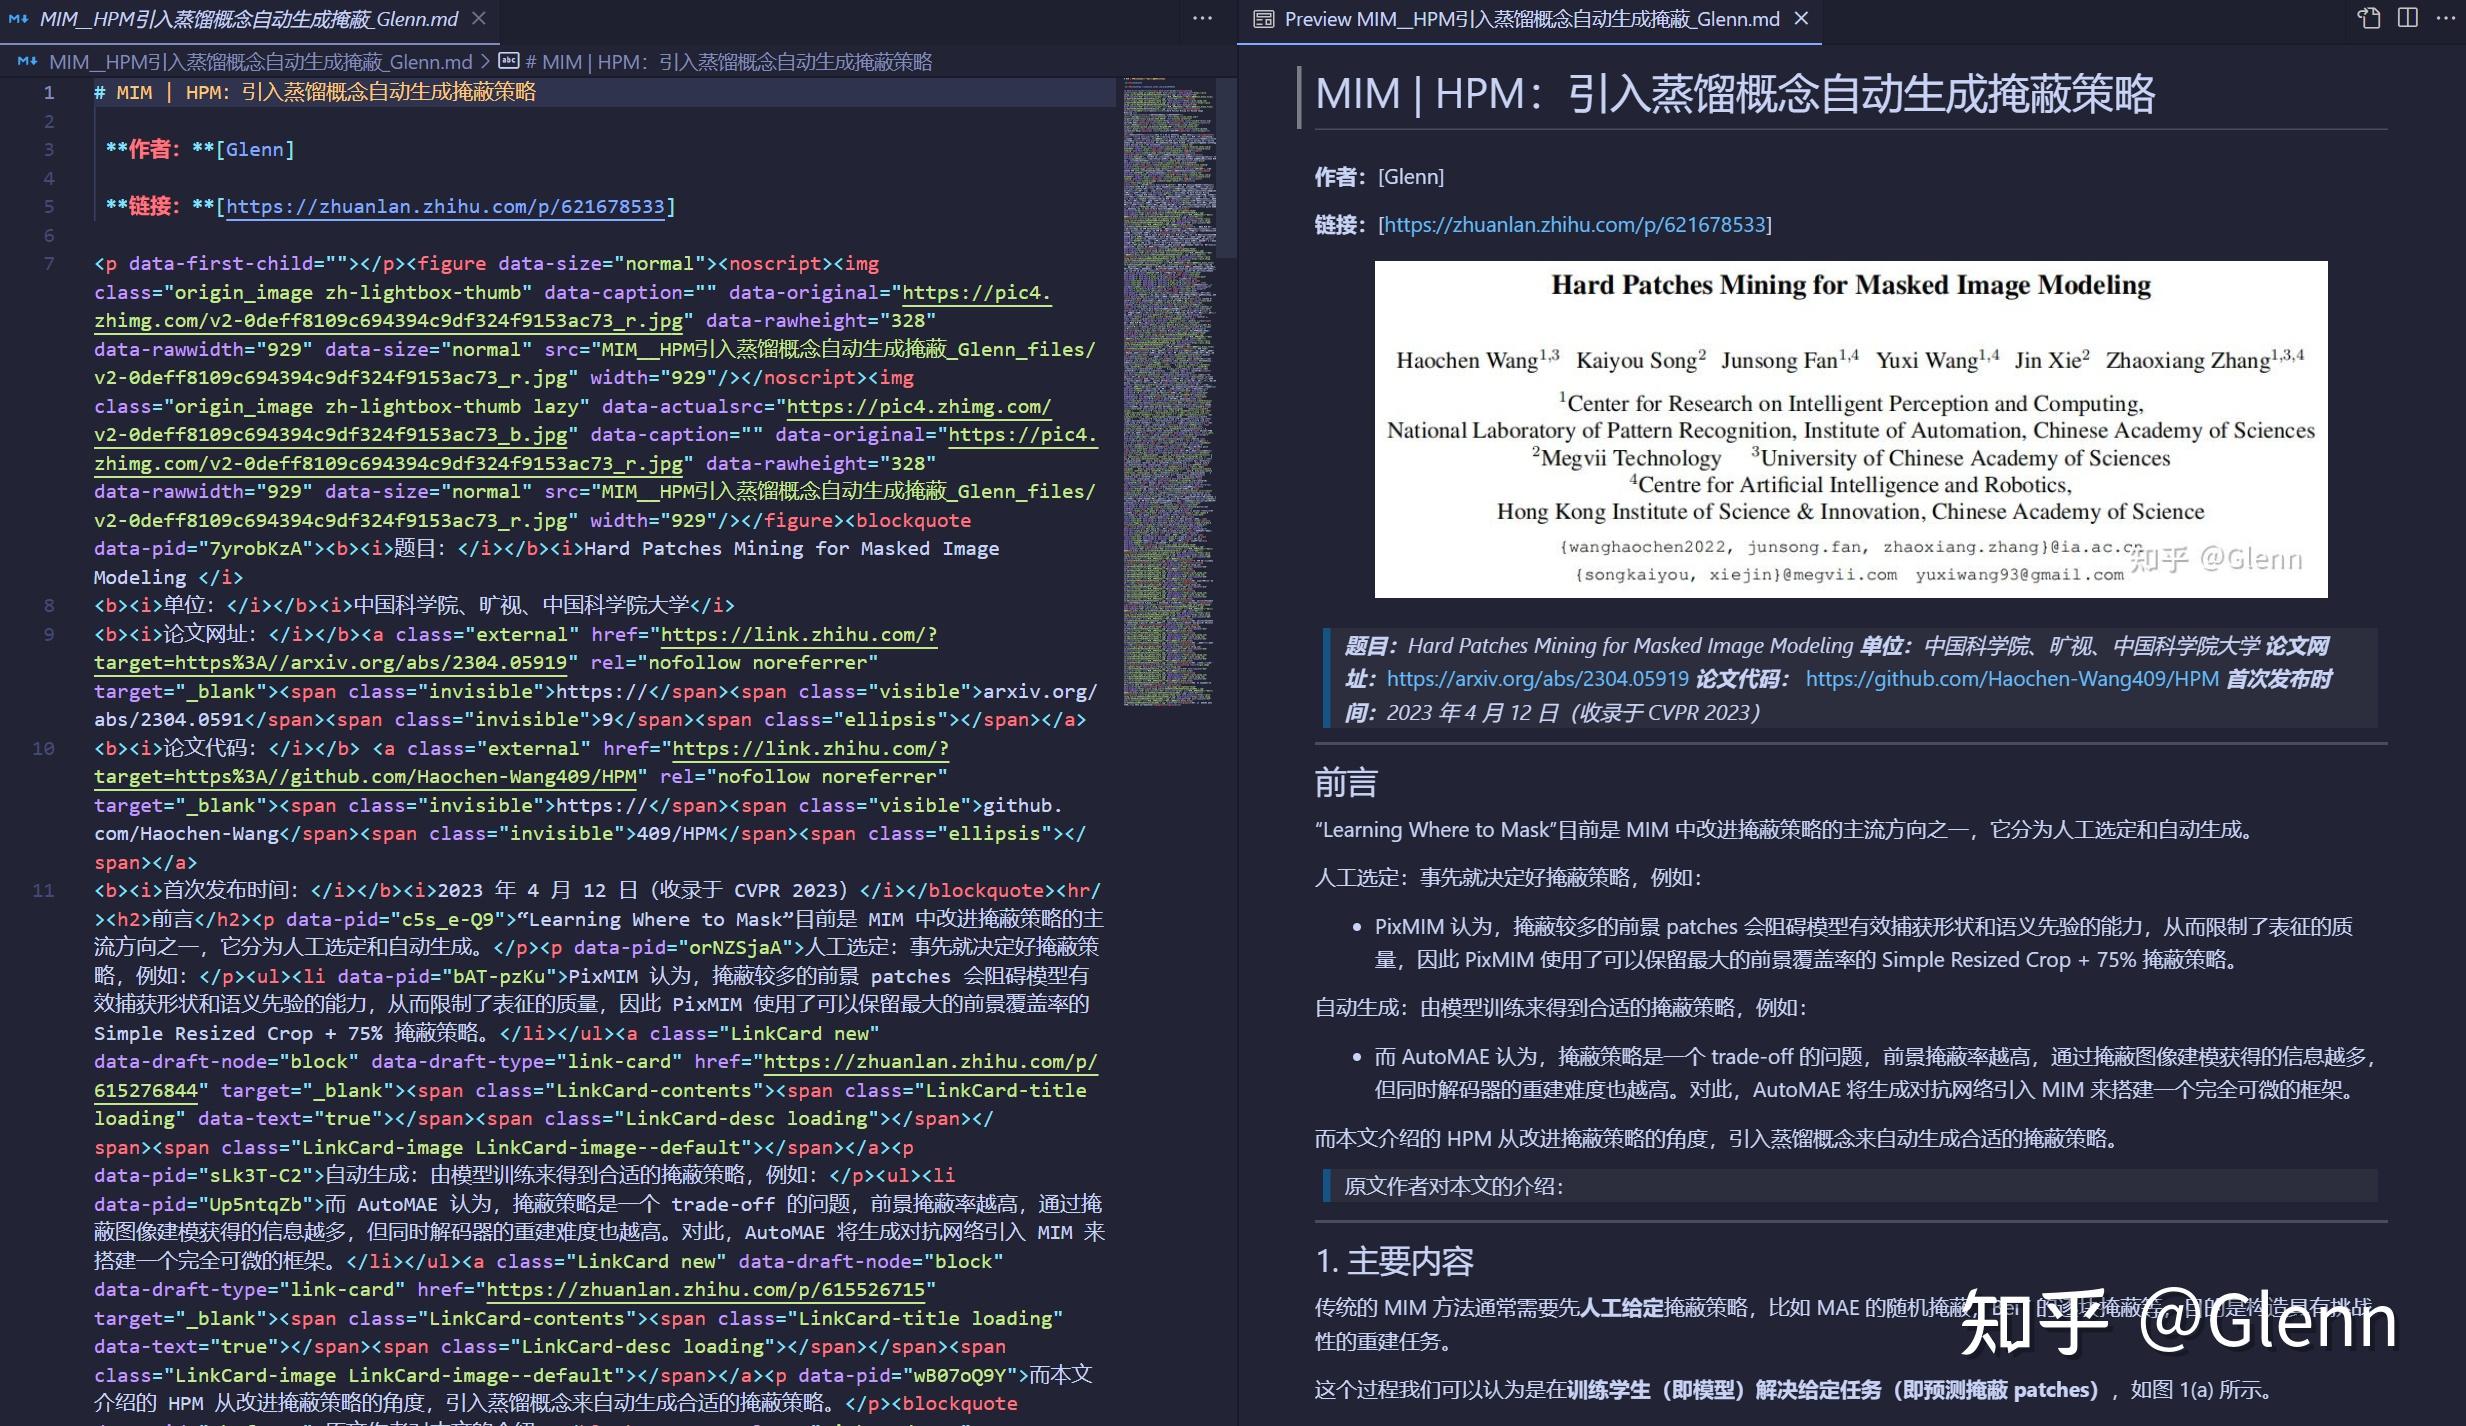 MIM__HPM引入蒸馏概念自动生成掩蔽_Glenn.md
MIM__HPM引入蒸馏概念自动生成掩蔽_Glenn.md > # MIM | HPM：引入蒸馏概念自动生成掩蔽策略
1 # MIM | HPM：引入蒸馏概念自动生成掩蔽策略
2
3 **作者：**[Glenn]
4
5 **链接：**[https://zhuanlan.zhihu.com/p/621678533]
6
7 <p data-first-child=""></p><figure data-size="normal"><noscript><img
class="origin_image zh-lightbox-thumb" data-caption="" data-original="https://pic4.
zhimg.com/v2-0deff8109c694394c9df324f9153ac73_r.jpg" data-rawheight="328"
data-rawwidth="929" data-size="normal" src="MIM__HPM引入蒸馏概念自动生成掩蔽_Glenn_files/
v2-0deff8109c694394c9df324f9153ac73_r.jpg" width="929"/></noscript><img
class="origin_image zh-lightbox-thumb lazy" data-actualsrc="https://pic4.zhimg.com/
v2-0deff8109c694394c9df324f9153ac73_b.jpg" data-caption="" data-original="https://pic4.
zhimg.com/v2-0deff8109c694394c9df324f9153ac73_r.jpg" data-rawheight="328"
data-rawwidth="929" data-size="normal" src="MIM__HPM引入蒸馏概念自动生成掩蔽_Glenn_files/
v2-0deff8109c694394c9df324f9153ac73_r.jpg" width="929"/></figure><blockquote
data-pid="7yrobKzA"><b><i>题目：</i></b><i>Hard Patches Mining for Masked Image
Modeling </i>
8 <b><i>单位：</i></b><i>中国科学院、旷视、中国科学院大学</i>
9 <b><i>论文网址：</i></b><a class="external" href="https://link.zhihu.com/?
target=https%3A//arxiv.org/abs/2304.05919" rel="nofollow noreferrer"
target="_blank"><span class="invisible">https://</span><span class="visible">arxiv.org/
abs/2304.0591</span><span class="invisible">9</span><span class="ellipsis"></span></a>
10 <b><i>论文代码：</i></b> <a class="external" href="https://link.zhihu.com/?
target=https%3A//github.com/Haochen-Wang409/HPM" rel="nofollow noreferrer"
target="_blank"><span class="invisible">https://</span><span class="visible">github.
com/Haochen-Wang</span><span class="invisible">409/HPM</span><span class="ellipsis"></
span></a>
11 <b><i>首次发布时间：</i></b><i>2023 年 4 月 12 日（收录于 CVPR 2023）</i></blockquote><hr/
><h2>前言</h2><p data-pid="c5s_e-Q9">“Learning Where to Mask”目前是 MIM 中改进掩蔽策略的主
流方向之一，它分为人工选定和自动生成。</p><p data-pid="orNZSjaA">人工选定：事先就决定好掩蔽策
略，例如：</p><ul><li data-pid="bAT-pzKu">PixMIM 认为，掩蔽较多的前景 patches 会阻碍模型有
效捕获形状和语义先验的能力，从而限制了表征的质量，因此 PixMIM 使用了可以保留最大的前景覆盖率的
Simple Resized Crop + 75% 掩蔽策略。</li></ul><a class="LinkCard new"
data-draft-node="block" data-draft-type="link-card" href="https://zhuanlan.zhihu.com/p/
615276844" target="_blank"><span class="LinkCard-contents"><span class="LinkCard-title
loading" data-text="true"></span><span class="LinkCard-desc loading"></span></
span><span class="LinkCard-image LinkCard-image--default"></span></a><p
data-pid="sLk3T-C2">自动生成：由模型训练来得到合适的掩蔽策略，例如：</p><ul><li
data-pid="Up5ntqZb">而 AutoMAE 认为，掩蔽策略是一个 trade-off 的问题，前景掩蔽率越高，通过掩
蔽图像建模获得的信息越多，但同时解码器的重建难度也越高。对此，AutoMAE 将生成对抗网络引入 MIM 来
搭建一个完全可微的框架。</li></ul><a class="LinkCard new" data-draft-node="block"
data-draft-type="link-card" href="https://zhuanlan.zhihu.com/p/615526715"
target="_blank"><span class="LinkCard-contents"><span class="LinkCard-title loading"
data-text="true"></span><span class="LinkCard-desc loading"></span></span><span
class="LinkCard-image LinkCard-image--default"></span></a><p data-pid="wB07oQ9Y">而本文
介绍的 HPM 从改进掩蔽策略的角度，引入蒸馏概念来自动生成合适的掩蔽策略。</p><blockquote
Preview MIM__HPM引入蒸馏概念自动生成掩蔽_Glenn.md
MIM | HPM：引入蒸馏概念自动生成掩蔽策略
作者：[Glenn]
链接：[https://zhuanlan.zhihu.com/p/621678533]
Hard Patches Mining for Masked Image Modeling
Haochen Wang1,3 Kaiyou Song2 Junsong Fan1,4 Yuxi Wang1,4 Jin Xie2 Zhaoxiang Zhang1,3,4
1Center for Research on Intelligent Perception and Computing,
National Laboratory of Pattern Recognition, Institute of Automation, Chinese Academy of Sciences
2Megvii Technology 3University of Chinese Academy of Sciences
4Centre for Artificial Intelligence and Robotics,
Hong Kong Institute of Science & Innovation, Chinese Academy of Science
{wanghaochen2022, junsong.fan, zhaoxiang.zhang}@ia.ac.cn
知乎 @Glenn
{songkaiyou, xiejin}@megvii.com yuxiwang93@gmail.com
题目：Hard Patches Mining for Masked Image Modeling 单位：中国科学院、旷视、中国科学院大学 论文网
址：https://arxiv.org/abs/2304.05919 论文代码： https://github.com/Haochen-Wang409/HPM 首次发布时
间：2023 年 4 月 12 日（收录于 CVPR 2023）
前言
“Learning Where to Mask”目前是 MIM 中改进掩蔽策略的主流方向之一，它分为人工选定和自动生成。
人工选定：事先就决定好掩蔽策略，例如：
• PixMIM 认为，掩蔽较多的前景 patches 会阻碍模型有效捕获形状和语义先验的能力，从而限制了表征的质
量，因此 PixMIM 使用了可以保留最大的前景覆盖率的 Simple Resized Crop + 75% 掩蔽策略。
自动生成：由模型训练来得到合适的掩蔽策略，例如：
• 而 AutoMAE 认为，掩蔽策略是一个 trade-off 的问题，前景掩蔽率越高，通过掩蔽图像建模获得的信息越多，
但同时解码器的重建难度也越高。对此，AutoMAE 将生成对抗网络引入 MIM 来搭建一个完全可微的框架。
而本文介绍的 HPM 从改进掩蔽策略的角度，引入蒸馏概念来自动生成合适的掩蔽策略。
原文作者对本文的介绍：
1. 主要内容
传统的 MIM 方法通常需要先人工给定掩蔽策略，比如 MAE 的随机掩蔽
知乎 @Glenn
性的重建任务。
这个过程我们可以认为是在训练学生（即模型）解决给定任务（即预测掩蔽 patches），如图 1(a) 所示。